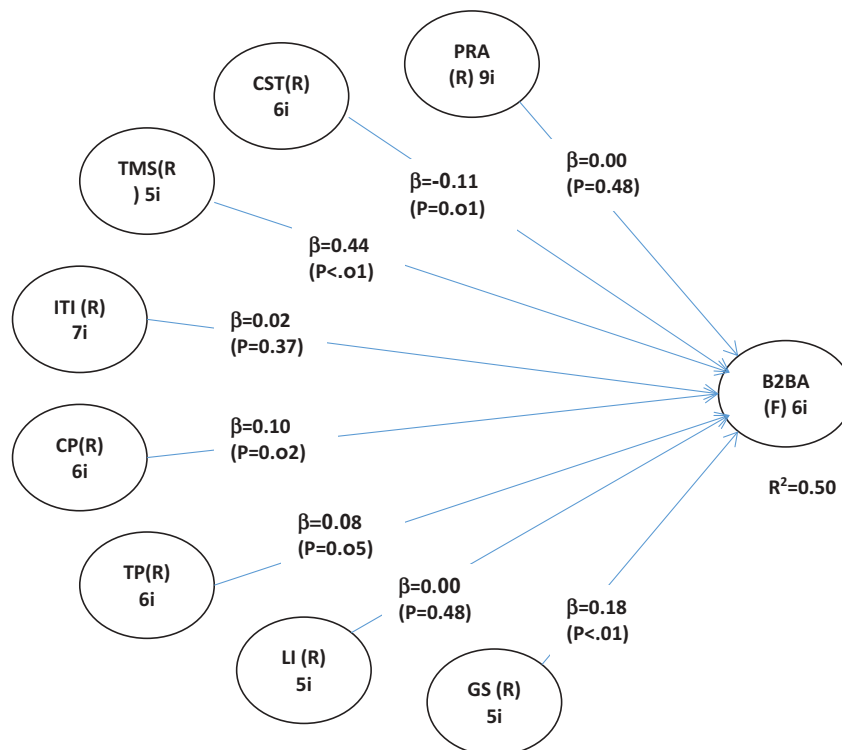 PRA
(R) 9i
CST(R)
6i
β=0.00
(P=0.48)
TMS(R
) 5i
β=-0.11
(P=0.o1)
β=0.44
(P<.o1)
ITI (R)
7i
β=0.02
(P=0.37)
B2BA
(F) 6i
CP(R)
6i
β=0.10
(P=0.o2)
R²=0.50
β=0.08
(P=0.o5)
TP(R)
6i
β=0.00
(P=0.48)
β=0.18
(P<.01)
LI (R)
5i
GS (R)
5i